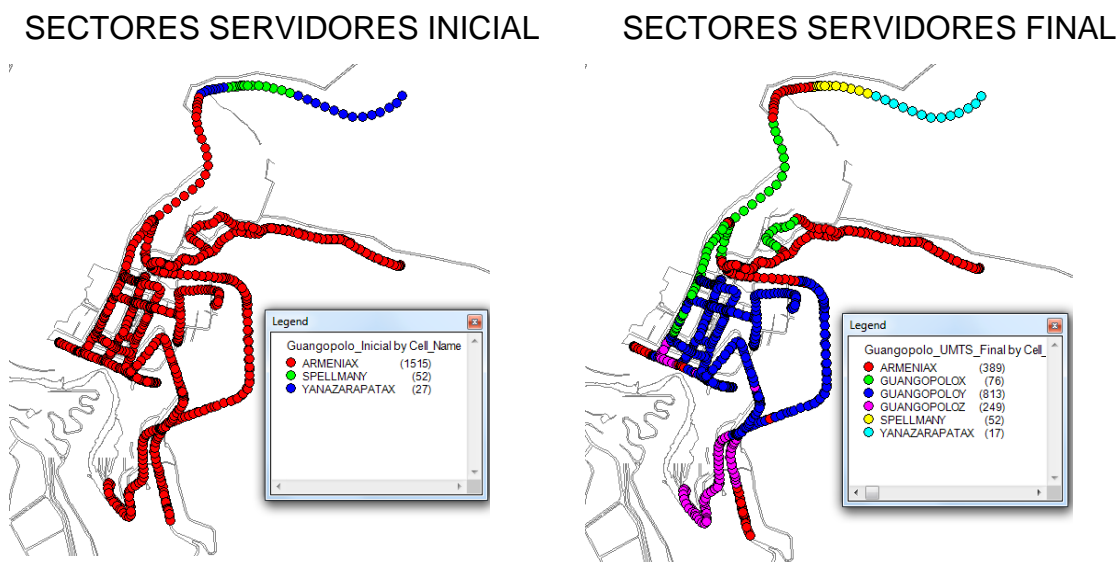 SECTORES SERVIDORES INICIAL
SECTORES SERVIDORES FINAL
Legend
Guangopolo_Inicial by Cell_Name
ARMENIAX (1515)
SPELLMANY (52)
YANAZARAPATAX (27)
Legend
Guangopolo_UMTS_Final by Cell_
ARMENIAX (389)
GUANGOPOLOX (76)
GUANGOPOLOY (813)
GUANGOPOLOZ (249)
SPELLMANY (52)
YANAZARAPATAX (17)